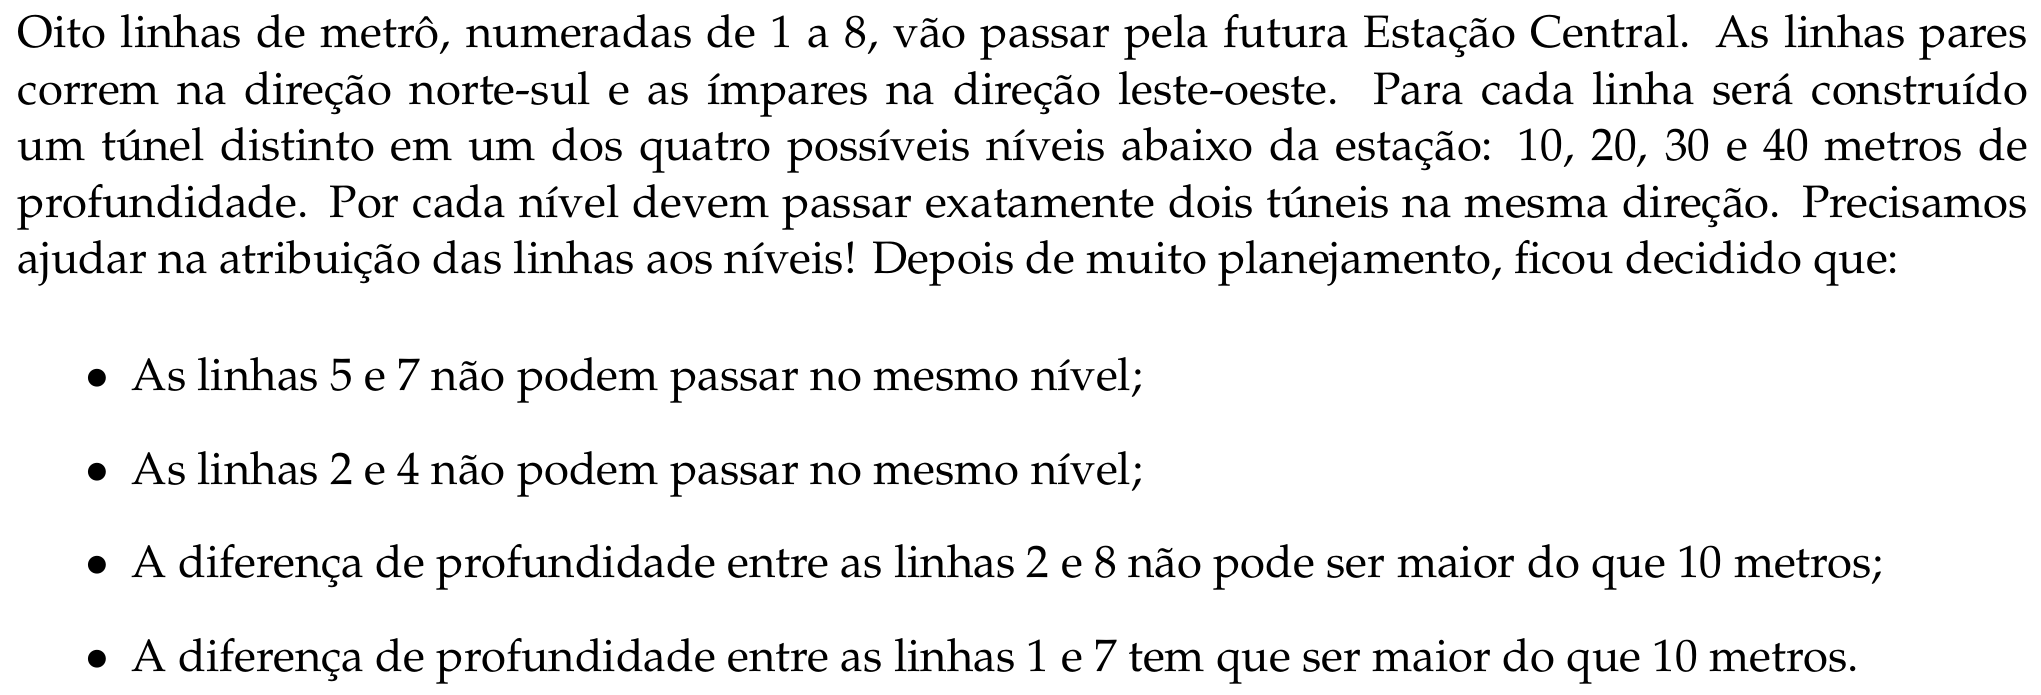 Oito linhas de metrô, numeradas de 1 a 8, vão passar pela futura Estação Central. As linhas pares
correm na direção norte-sul e as ímpares na direção leste-oeste. Para cada linha será construído
um túnel distinto em um dos quatro possíveis níveis abaixo da estação: 10, 20, 30 e 40 metros de
profundidade. Por cada nível devem passar exatamente dois túneis na mesma direção. Precisamos
ajudar na atribuição das linhas aos níveis! Depois de muito planejamento, ficou decidido que:
• As linhas 5 e 7 não podem passar no mesmo nível;
• As linhas 2 e 4 não podem passar no mesmo nível;
• A diferença de profundidade entre as linhas 2 e 8 não pode ser maior do que 10 metros;
• A diferença de profundidade entre as linhas 1 e 7 tem que ser maior do que 10 metros.